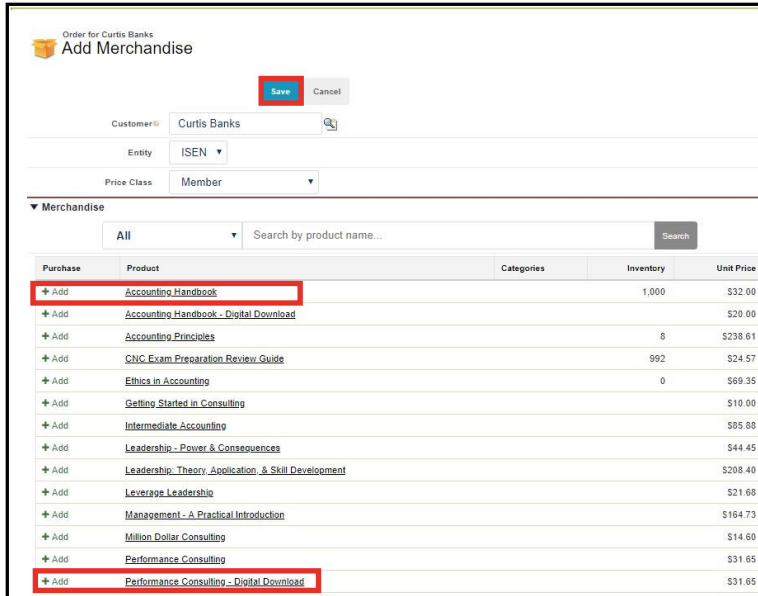 Order for Curtis Banks
Add Merchandise
Save Cancel
Customer Curtis Banks
Entity ISEN
Price Class Member
Merchandise
All Search by product name... Search
Purchase Product Categories Inventory Unit Price
+ Add Accounting Handbook 1,000 $32.00
+ Add Accounting Handbook - Digital Download $20.00
+ Add Accounting Principles 8 $238.61
+ Add CNC Exam Preparation Review Guide 992 $24.57
+ Add Ethics in Accounting 0 $69.35
+ Add Getting Started in Consulting $10.00
+ Add Intermediate Accounting $85.88
+ Add Leadership - Power & Consequences $44.45
+ Add Leadership: Theory, Application, & Skill Development $208.40
+ Add Leverage Leadership $21.68
+ Add Management - A Practical Introduction $164.73
+ Add Million Dollar Consulting $14.60
+ Add Performance Consulting $31.65
+ Add Performance Consulting - Digital Download $31.65